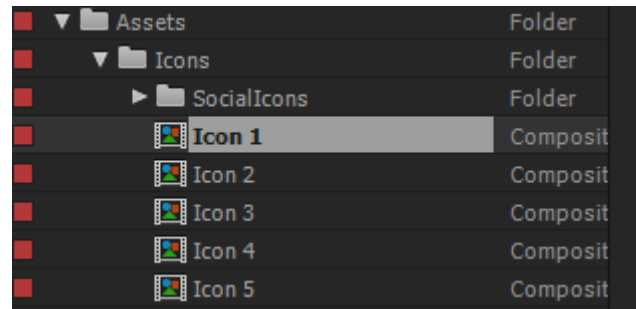 Assets Folder
Icons Folder
SocialIcons Folder
Icon 1 Composit
Icon 2 Composit
Icon 3 Composit
Icon 4 Composit
Icon 5 Composit